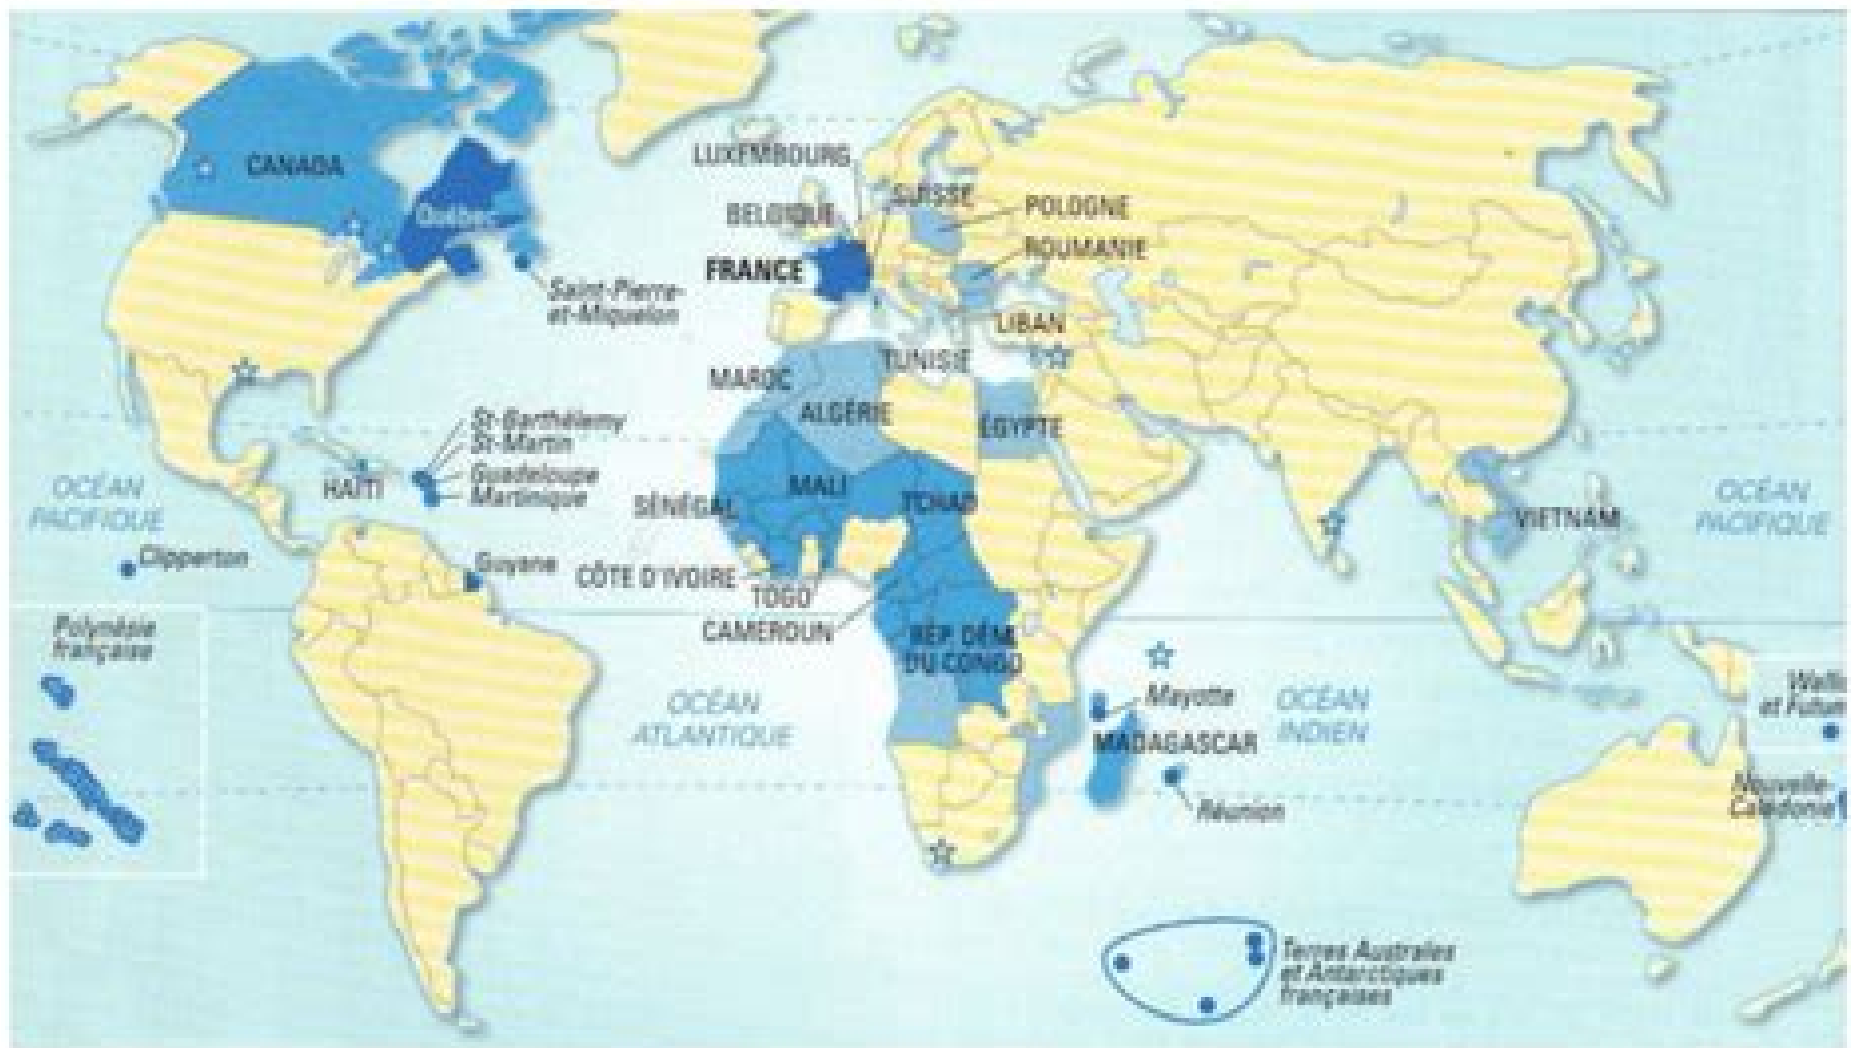 CANADA
Québec
Saint-Pierre-
et-Miquelon
LUXEMBOURG
SUISSE
BELGIQUE
POLOGNE
ROUMANIE
FRANCE
LIBAN
TUNISIE
MAROC
ALGÉRIE
ÉGYPTE
St-Barthélemy
St-Martin
Guadeloupe
Martinique
HAÏTI
OCÉAN
PACIFIQUE
Clipperton
Guyane
SÉNÉGAL
MALI
TCHAD
CÔTE D'IVOIRE
TOGO
CAMEROUN
RÉP. DÉM.
DU CONGO
VIETNAM
OCÉAN
PACIFIQUE
Polynésie
française
OCÉAN
ATLANTIQUE
Mayotte
MADAGASCAR
OCÉAN
INDIEN
Réunion
Wallis
et Futun
Nouvelle-
Calédonie
Terres Australes
et Antarctiques
françaises